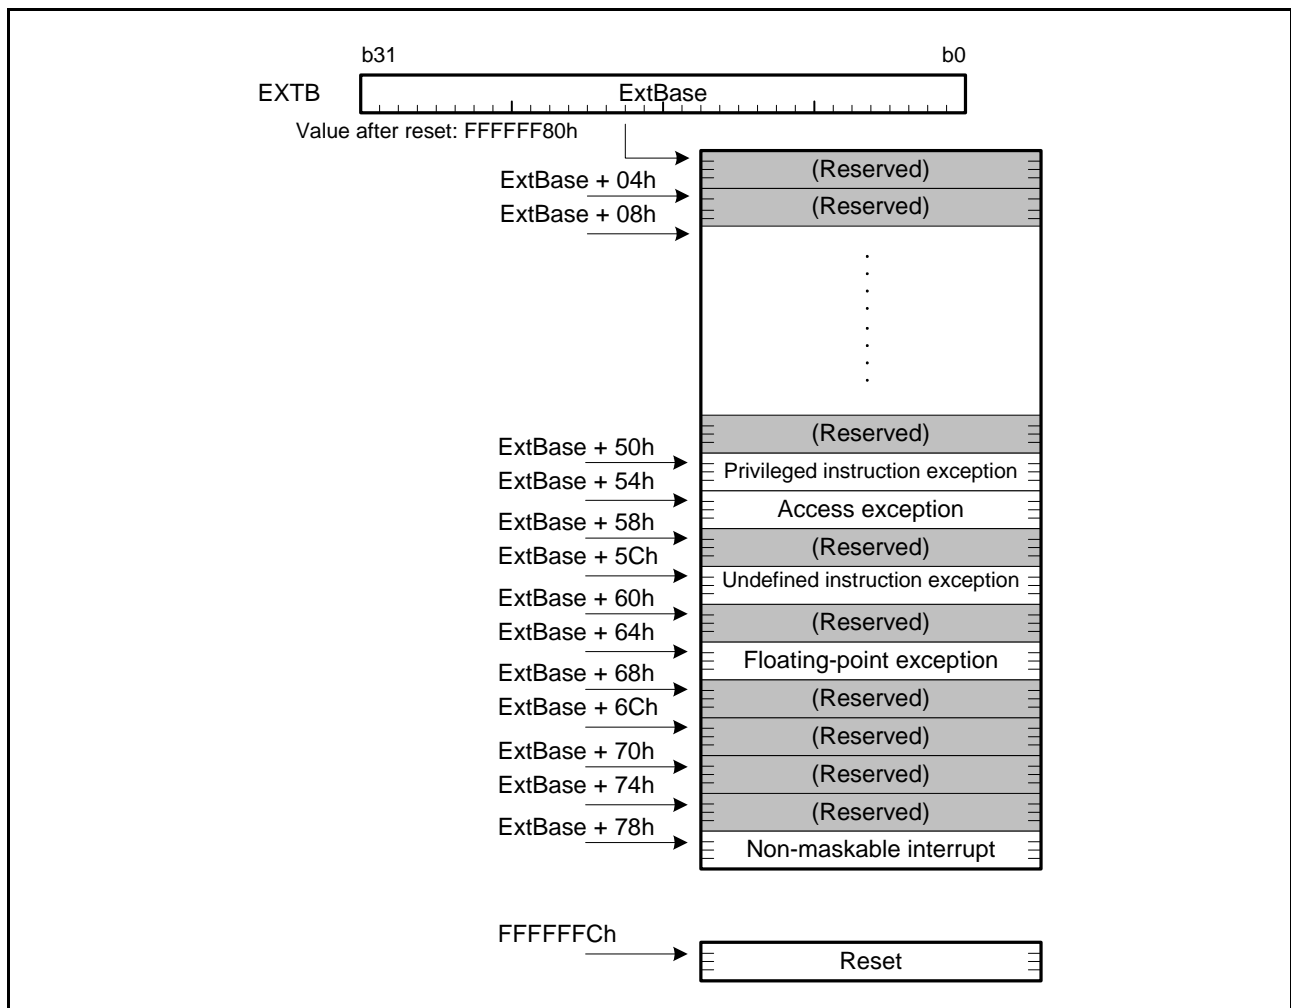 b31
b0
EXTB
ExtBase
Value after reset: FFFFFF80h
(Reserved)
ExtBase + 04h
(Reserved)
ExtBase + 08h
(Reserved)
ExtBase + 50h
Privileged instruction exception
ExtBase + 54h
Access exception
ExtBase + 58h
(Reserved)
ExtBase + 5Ch
Undefined instruction exception
ExtBase + 60h
(Reserved)
ExtBase + 64h
Floating-point exception
ExtBase + 68h
(Reserved)
ExtBase + 6Ch
(Reserved)
ExtBase + 70h
(Reserved)
ExtBase + 74h
(Reserved)
ExtBase + 78h
Non-maskable interrupt
FFFFFFCh
Reset